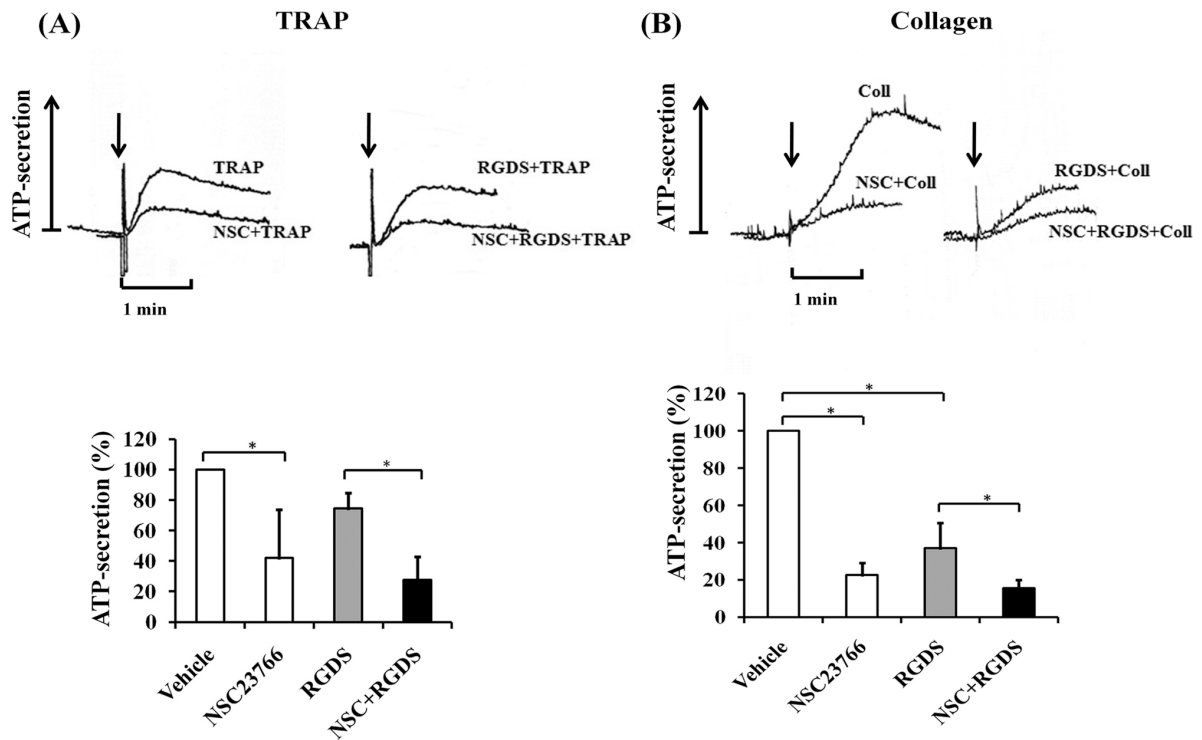 (A) TRAP
ATP-secretion
TRAP
NSC+TRAP
1 min
RGDS+TRAP
NSC+RGDS+TRAP
ATP-secretion (%)
120
100
80
60
40
20
0
*
*
Vehicle
NSC23766
RGDS
NSC+RGDS
(B) Collagen
ATP-secretion
Coll
NSC+Coll
1 min
RGDS+Coll
NSC+RGDS+Coll
ATP-secretion (%)
120
100
80
60
40
20
0
*
*
*
Vehicle
NSC23766
RGDS
NSC+RGDS